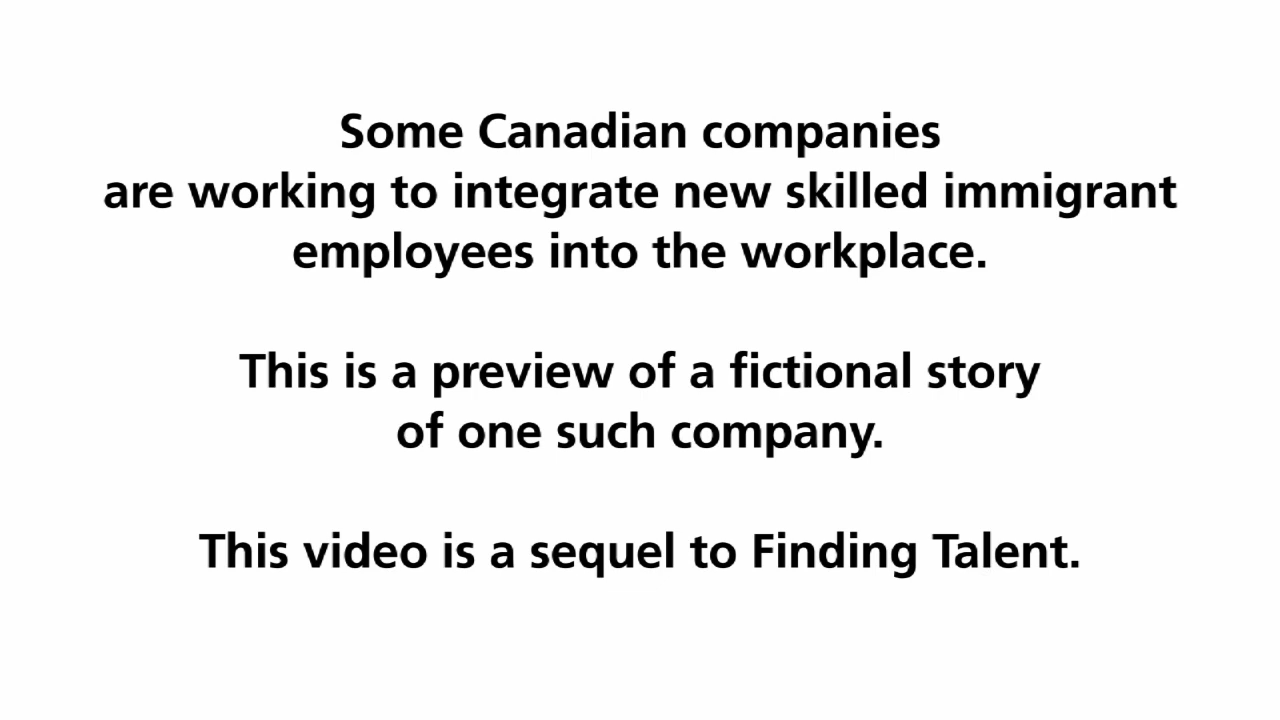 Some Canadian companies
are working to integrate new skilled immigrant
employees into the workplace.
This is a preview of a fictional story
of one such company.
This video is a sequel to Finding Talent.